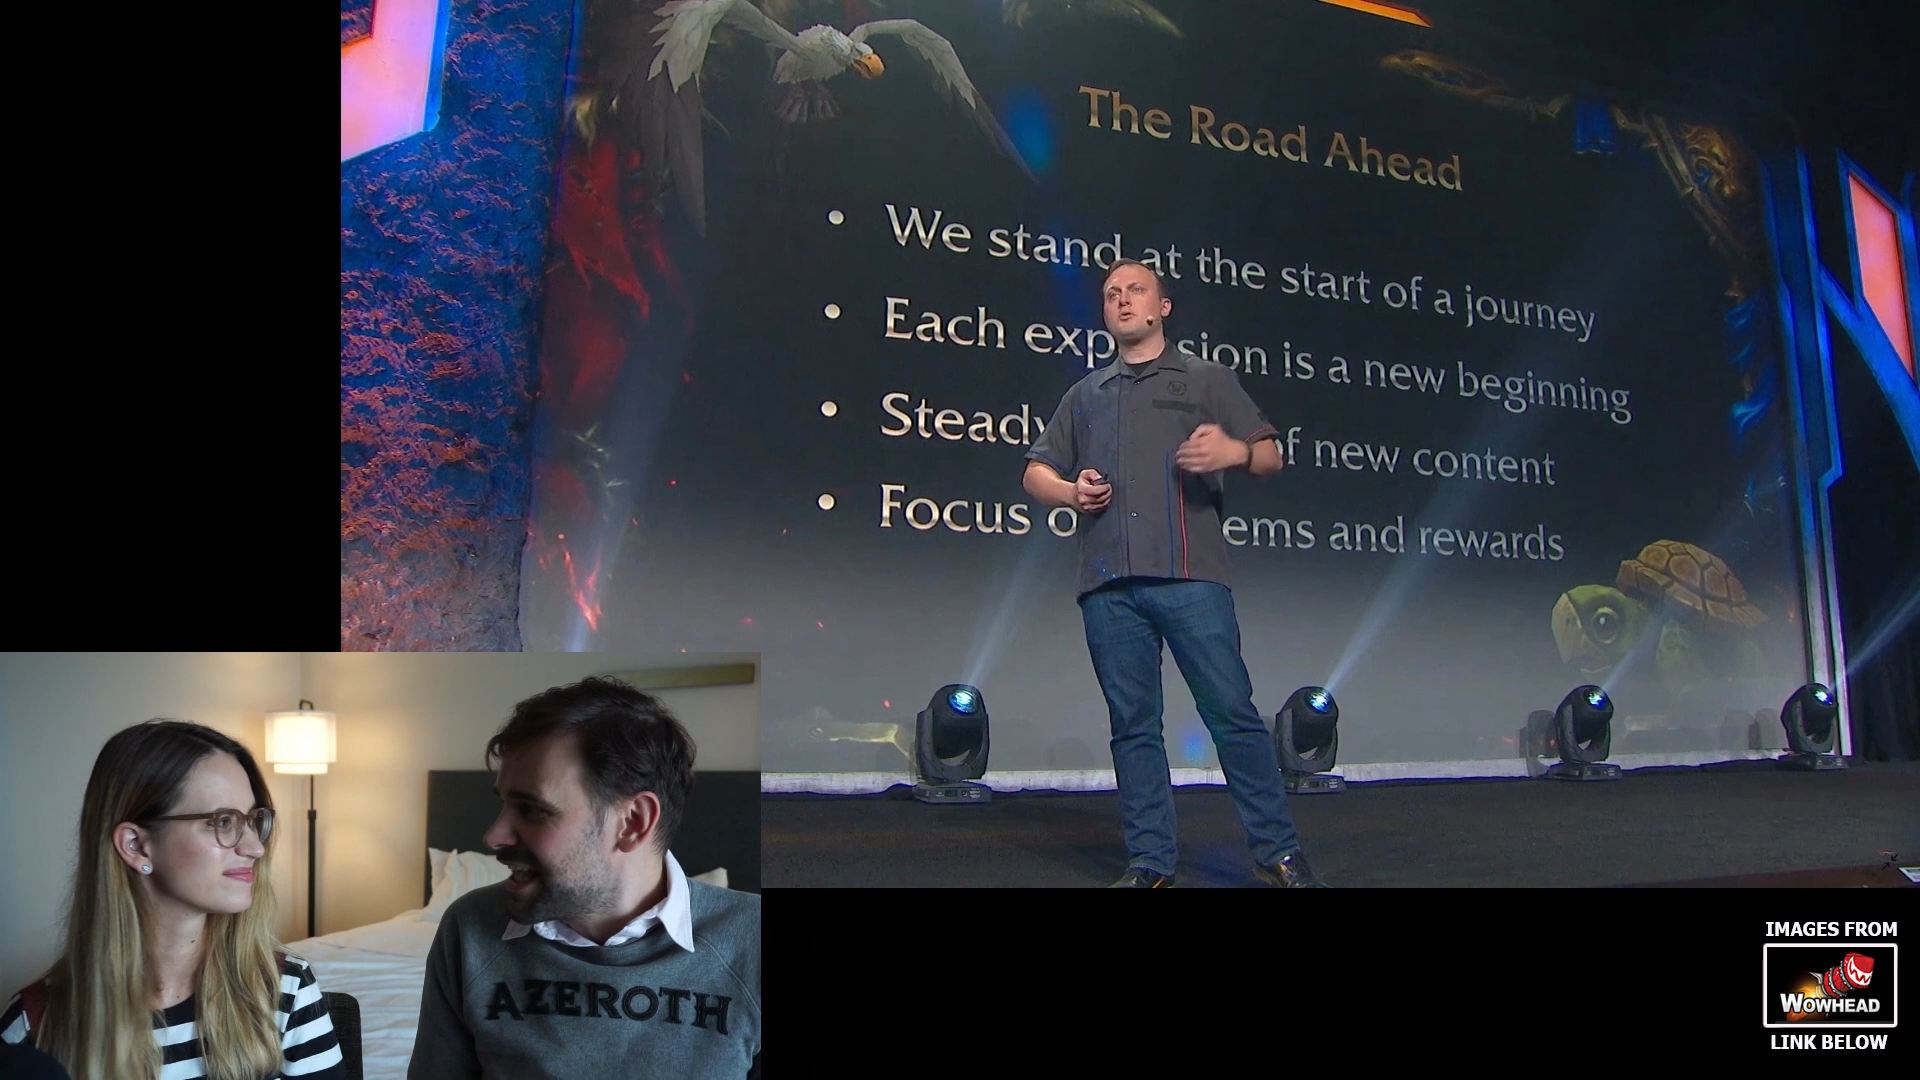 The Road Ahead
• We stand at the start of a journey
• Each exp sion is a new beginning
• Steady of new content
• Focus o ems and rewards
AZEROTH
IMAGES FROM
WOWHEAD
LINK BELOW